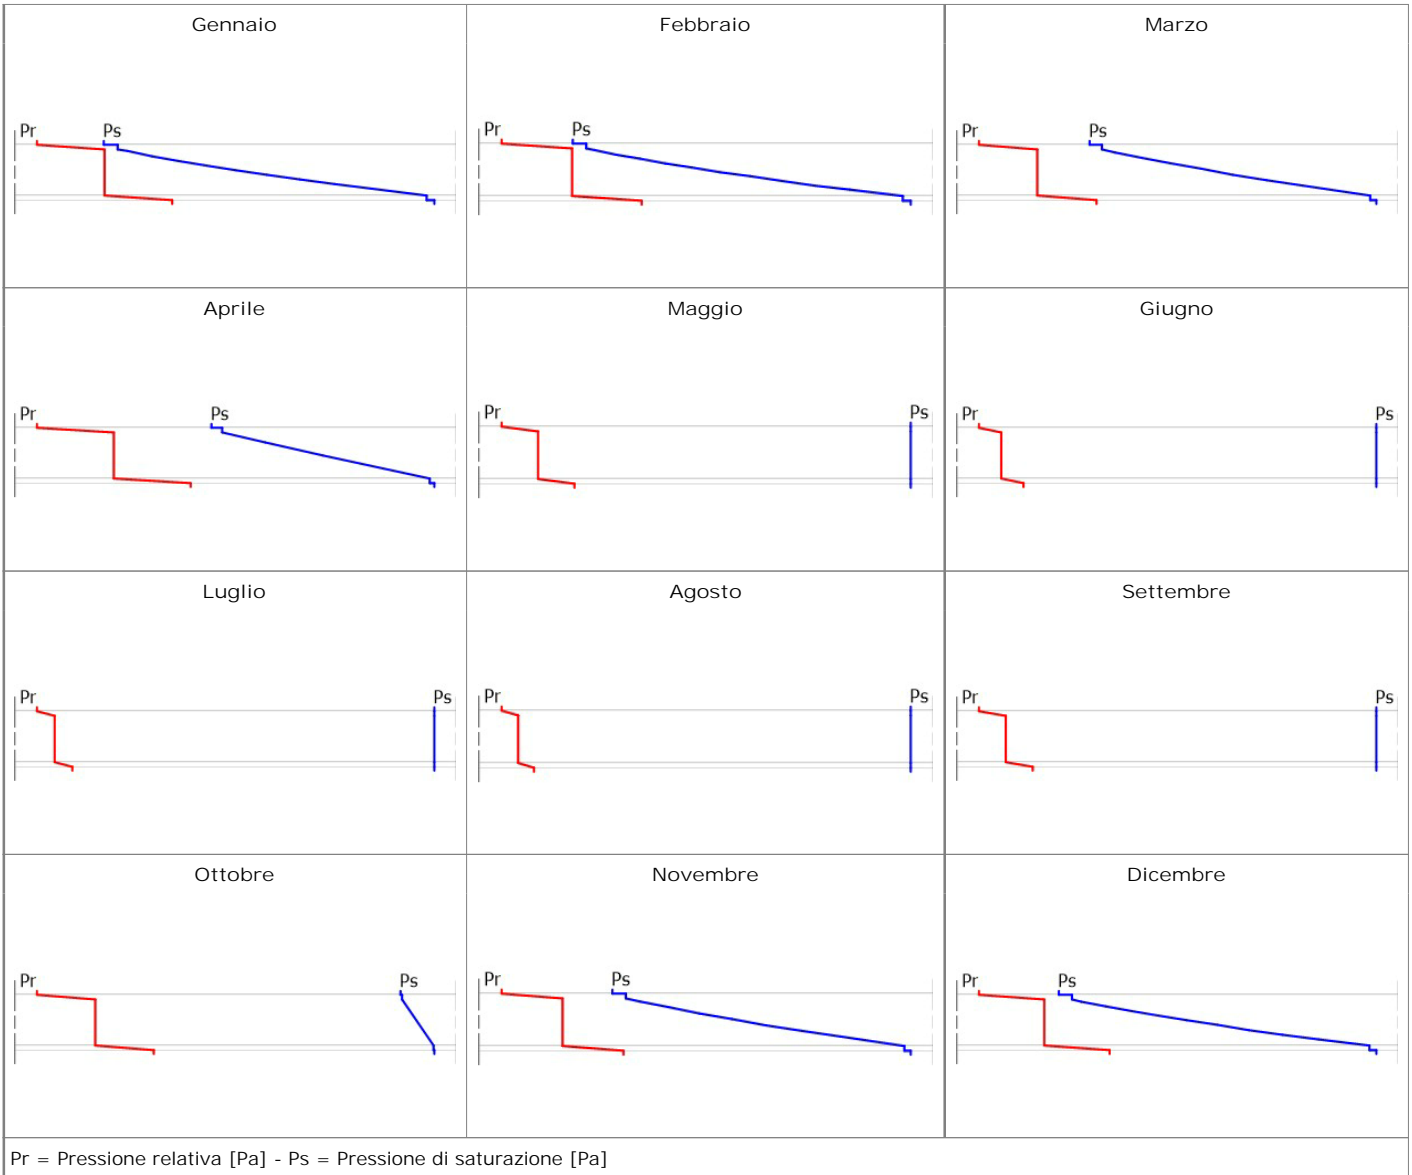 Gennaio
Febbraio
Marzo
Pr Ps
Pr Ps
Pr Ps
Aprile
Maggio
Giugno
Pr Ps
Pr Ps
Pr Ps
Luglio
Agosto
Settembre
Pr Ps
Pr Ps
Pr Ps
Ottobre
Novembre
Dicembre
Pr Ps
Pr Ps
Pr Ps
Pr = Pressione relativa [Pa] - Ps = Pressione di saturazione [Pa]